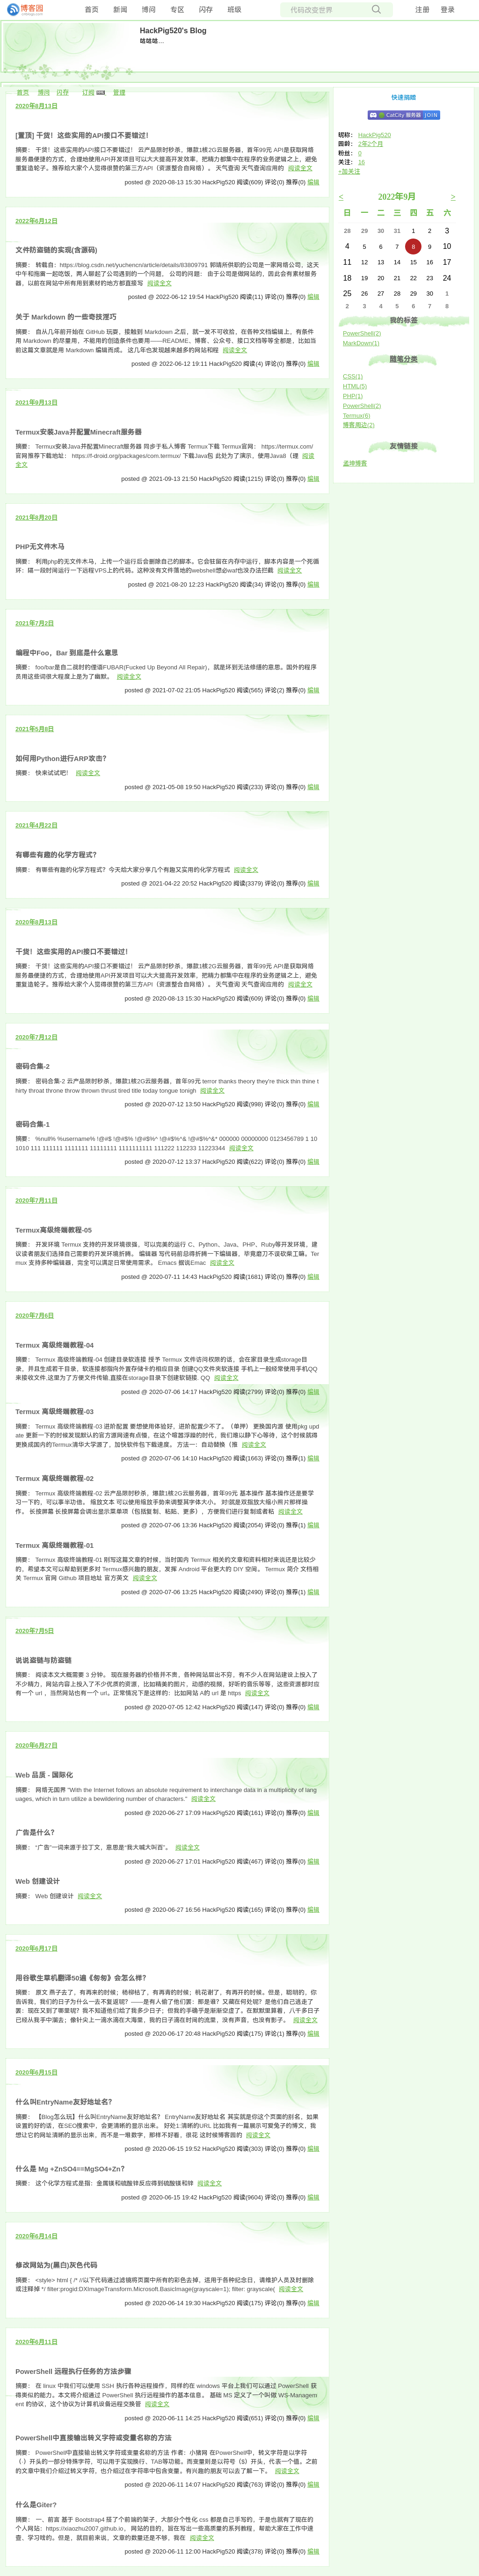 博客园
首页 新闻 博问 专区 闪存 班级
代码改变世界
注册 登录
HackPig520's Blog
咕咕咕....
首页 博问 闪存 订阅 管理
2020年8月13日
[置顶] 干货！这些实用的API接口不要错过!
摘要： 干货！这些实用的API接口不要错过！ 云产品限时秒杀，爆款1核2G云服务器，首年99元 API是获取网络
服务最便捷的方式，合理地使用API开发项目可以大大提高开发效率，把精力都集中在程序的业务逻辑之上，避免
重复造轮子。推荐给大家个人觉得很赞的第三方API（资源整合自网络）。 天气查询 天气查询应用的 阅读全文
posted @ 2020-08-13 15:30 HackPig520 阅读(609) 评论(0) 推荐(0) 编辑
2022年6月12日
文件防盗链的实现(含源码)
摘要： 转载自：https://blog.csdn.net/yuchencn/article/details/83809791 郭靖所供职的公司是一家网络公司，这天
中午和拖雷一起吃饭，两人聊起了公司遇到的一个问题。 公司的问题： 由于公司是做网站的，因此会有素材服务
器，以前在网站中所有用到素材的地方都直接写 阅读全文
posted @ 2022-06-12 19:54 HackPig520 阅读(11) 评论(0) 推荐(0) 编辑
关于 Markdown 的一些奇技淫巧
摘要： 自从几年前开始在 GitHub 玩耍，接触到 Markdown 之后，就一发不可收拾，在各种文档编辑上，有条件
用 Markdown 的尽量用，不能用的创造条件也要用——README、博客、公众号、接口文档等等全都是，比如当
前这篇文章就是用 Markdown 编辑而成。 这几年也发现越来越多的网站和程 阅读全文
posted @ 2022-06-12 19:11 HackPig520 阅读(4) 评论(0) 推荐(0) 编辑
2021年9月13日
Termux安装Java并配置Minecraft服务器
摘要： Termux安装Java并配置Minecraft服务器 同步于私人博客 Termux下载 Termux官网： https://termux.com/
官网推荐下载地址： https://f-droid.org/packages/com.termux/ 下载Java包 此处为了演示，使用Java8（理 阅读
全文
posted @ 2021-09-13 21:50 HackPig520 阅读(1215) 评论(0) 推荐(0) 编辑
2021年8月20日
PHP无文件木马
摘要： 利用php的无文件木马，上传一个运行后会删除自己的脚本。它会驻留在内存中运行，脚本内容是一个死循
环：搞一段时间运行一下远程VPS上的代码。这种没有文件落地的webshell想必waf也没办法拦截 阅读全文
posted @ 2021-08-20 12:23 HackPig520 阅读(34) 评论(0) 推荐(0) 编辑
2021年7月2日
编程中Foo，Bar 到底是什么意思
摘要： foo/bar是自二战时的俚语FUBAR(Fucked Up Beyond All Repair)，就是坏到无法修缮的意思。国外的程序
员用这些词很大程度上是为了幽默。 阅读全文
posted @ 2021-07-02 21:05 HackPig520 阅读(565) 评论(2) 推荐(0) 编辑
2021年5月8日
如何用Python进行ARP攻击?
摘要： 快来试试吧！ 阅读全文
posted @ 2021-05-08 19:50 HackPig520 阅读(233) 评论(0) 推荐(0) 编辑
2021年4月22日
有哪些有趣的化学方程式？
摘要： 有哪些有趣的化学方程式？今天给大家分享几个有趣又实用的化学方程式 阅读全文
posted @ 2021-04-22 20:52 HackPig520 阅读(3379) 评论(0) 推荐(0) 编辑
2020年8月13日
干货！这些实用的API接口不要错过!
摘要： 干货！这些实用的API接口不要错过！ 云产品限时秒杀，爆款1核2G云服务器，首年99元 API是获取网络
服务最便捷的方式，合理地使用API开发项目可以大大提高开发效率，把精力都集中在程序的业务逻辑之上，避免
重复造轮子。推荐给大家个人觉得很赞的第三方API（资源整合自网络）。 天气查询 天气查询应用的 阅读全文
posted @ 2020-08-13 15:30 HackPig520 阅读(609) 评论(0) 推荐(0) 编辑
2020年7月12日
密码合集-2
摘要： 密码合集-2 云产品限时秒杀，爆款1核2G云服务器，首年99元 terror thanks theory they're thick thin thine t
hirty throat throne throw thrown thrust tired title today tongue tonigh 阅读全文
posted @ 2020-07-12 13:50 HackPig520 阅读(998) 评论(0) 推荐(0) 编辑
密码合集-1
摘要： %null% %username% !@#$ !@#$% !@#$%^ !@#$%^& !@#$%^&* 000000 00000000 0123456789 1 10
1010 111 111111 1111111 11111111 1111111111 111222 112233 11223344 阅读全文
posted @ 2020-07-12 13:37 HackPig520 阅读(622) 评论(0) 推荐(0) 编辑
2020年7月11日
Termux高级终端教程-05
摘要： 开发环境 Termux 支持的开发环境很强，可以完美的运行 C、Python、Java、PHP、Ruby等开发环境，建
议读者朋友们选择自己需要的开发环境折腾。 编辑器 写代码前总得折腾一下编辑器，毕竟磨刀不误砍柴工嘛。Ter
mux 支持多种编辑器，完全可以满足日常使用需求。 Emacs 据说Emac 阅读全文
posted @ 2020-07-11 14:43 HackPig520 阅读(1681) 评论(0) 推荐(0) 编辑
2020年7月6日
Termux 高级终端教程-04
摘要： Termux 高级终端教程-04 创建目录软连接 授予 Termux 文件访问权限的话，会在家目录生成storage目
录，并且生成若干目录，软连接都指向外置存储卡的相应目录 创建QQ文件夹软连接 手机上一般经常使用手机QQ
来接收文件,这里为了方便文件传输,直接在storage目录下创建软链接. QQ 阅读全文
posted @ 2020-07-06 14:17 HackPig520 阅读(2799) 评论(0) 推荐(0) 编辑
Termux 高级终端教程-03
摘要： Termux 高级终端教程-03 进阶配置 要想使用体验好，进阶配置少不了。（单押） 更换国内源 使用pkg upd
ate 更新一下的时候发现默认的官方源网速有点慢，在这个喧嚣浮躁的时代，我们难以静下心等待，这个时候就得
更换成国内的Termux清华大学源了，加快软件包下载速度。 方法一：自动替换（推 阅读全文
posted @ 2020-07-06 14:10 HackPig520 阅读(1663) 评论(0) 推荐(1) 编辑
Termux 高级终端教程-02
摘要： Termux 高级终端教程-02 云产品限时秒杀，爆款1核2G云服务器，首年99元 基本操作 基本操作还是要学
习一下的，可以事半功倍。 缩放文本 可以使用缩放手势来调整其字体大小。 对!就是双指放大缩小照片那样操
作。 长按屏幕 长按屏幕会调出显示菜单项（包括复制、粘贴、更多），方便我们进行复制或者粘 阅读全文
posted @ 2020-07-06 13:36 HackPig520 阅读(2054) 评论(0) 推荐(1) 编辑
Termux 高级终端教程-01
摘要： Termux 高级终端教程-01 刚写这篇文章的时候，当时国内 Termux 相关的文章和资料相对来说还是比较少
的，希望本文可以帮助到更多对 Termux感兴趣的朋友，发挥 Android 平台更大的 DIY 空间。 Termux 简介 文档相
关 Termux 官网 Github 项目地址 官方英文 阅读全文
posted @ 2020-07-06 13:25 HackPig520 阅读(2490) 评论(0) 推荐(1) 编辑
2020年7月5日
说说盗链与防盗链
摘要： 阅读本文大概需要 3 分钟。 现在服务器的价格并不贵，各种网站层出不穷，有不少人在网站建设上投入了
不少精力，网站内容上投入了不少优质的资源，比如精美的图片，动感的视频，好听的音乐等等，这些资源都对应
有一个 url ，当然网站也有一个 url。正常情况下是这样的：比如网站 A的 url 是 https 阅读全文
posted @ 2020-07-05 12:42 HackPig520 阅读(147) 评论(0) 推荐(0) 编辑
2020年6月27日
Web 品质 - 国际化
摘要： 网络无国界 "With the Internet follows an absolute requirement to interchange data in a multiplicity of lang
uages, which in turn utilize a bewildering number of characters." 阅读全文
posted @ 2020-06-27 17:09 HackPig520 阅读(161) 评论(0) 推荐(0) 编辑
广告是什么?
摘要： “广告”一词来源于拉丁文，意思是“我大喊大叫百”。 阅读全文
posted @ 2020-06-27 17:01 HackPig520 阅读(467) 评论(0) 推荐(0) 编辑
Web 创建设计
摘要： Web 创建设计 阅读全文
posted @ 2020-06-27 16:56 HackPig520 阅读(165) 评论(0) 推荐(0) 编辑
2020年6月17日
用谷歌生草机翻译50遍《匆匆》会怎么样？
摘要： 原文 燕子去了，有再来的时候；杨柳枯了，有再青的时候；桃花谢了，有再开的时候。但是，聪明的，你
告诉我，我们的日子为什么一去不复返呢？——是有人偷了他们罢：那是谁？又藏在何处呢？是他们自己逃走了
罢：现在又到了哪里呢？我不知道他们给了我多少日子；但我的手确乎是渐渐空虚了。在默默里算着，八千多日子
已经从我手中溜去；像针尖上一滴水滴在大海里，我的日子滴在时间的流里，没有声音，也没有影子。 阅读全文
posted @ 2020-06-17 20:48 HackPig520 阅读(175) 评论(1) 推荐(0) 编辑
2020年6月15日
什么叫EntryName友好地址名？
摘要： 【Blog怎么玩】什么叫EntryName友好地址名？ EntryName友好地址名 其实就是你这个页面的别名，如果
设置的好的话，在SEO搜索中，会更清晰的显示出来。 好处1:清晰的URL 比如我有一篇展示可爱兔子的博文，我
想让它的网址清晰的显示出来，而不是一堆数字，那样不好看，很花 这时候博客园的 阅读全文
posted @ 2020-06-15 19:52 HackPig520 阅读(303) 评论(0) 推荐(0) 编辑
什么是 Mg +ZnSO4==MgSO4+Zn？
摘要： 这个化学方程式是指：金属镁和硫酸锌反应得到硫酸镁和锌 阅读全文
posted @ 2020-06-15 19:42 HackPig520 阅读(9604) 评论(0) 推荐(0) 编辑
2020年6月14日
修改网站为(黑白)灰色代码
摘要： <style> html { /* //以下代码通过滤镜将页面中所有的彩色去掉，适用于各种纪念日，请维护人员及时删除
或注释掉 */ filter:progid:DXImageTransform.Microsoft.BasicImage(grayscale=1); filter: grayscale( 阅读全文
posted @ 2020-06-14 19:30 HackPig520 阅读(175) 评论(0) 推荐(0) 编辑
2020年6月11日
PowerShell 远程执行任务的方法步骤
摘要： 在 linux 中我们可以使用 SSH 执行各种远程操作，同样的在 windows 平台上我们可以通过 PowerShell 获
得类似的能力。本文将介绍通过 PowerShell 执行远程操作的基本信息。 基础 MS 定义了一个叫做 WS-Managem
ent 的协议，这个协议为计算机设备远程交换管 阅读全文
posted @ 2020-06-11 14:25 HackPig520 阅读(651) 评论(0) 推荐(0) 编辑
PowerShell中直接输出转义字符或变量名称的方法
摘要： PowerShell中直接输出转义字符或变量名称的方法 作者：小猪网 在PowerShell中，转义字符是以字符
（`）开头的一部分特殊字符，可以用于实现换行、TAB等功能。而变量则是以符号（$）开头，代表一个值。之前的
文章中我们介绍过转义字符，也介绍过在字符串中包含变量。有兴趣的朋友可以去了解一下。 阅读全文
posted @ 2020-06-11 14:07 HackPig520 阅读(763) 评论(0) 推荐(0) 编辑
什么是Giter?
摘要： 一、前言 基于 Bootstrap4 搭了个前端的架子，大部分个性化 css 都是自己手写的，于是也就有了现在的
个人网站：https://xiaozhu2007.github.io。 网站的目的，旨在写出一些高质量的系列教程，帮助大家在工作中速
查、学习啥的。但是，就目前来说，文章的数量还是不够，我在 阅读全文
posted @ 2020-06-11 12:00 HackPig520 阅读(378) 评论(0) 推荐(0) 编辑
快速捐赠
CatCity 服务器 JOIN
昵称： HackPig520
园龄： 2年2个月
粉丝： 0
关注： 16
+加关注
< 2022年9月 >
日 一 二 三 四 五 六
28 29 30 31 1 2 3
4 5 6 7 8 9 10
11 12 13 14 15 16 17
18 19 20 21 22 23 24
25 26 27 28 29 30 1
2 3 4 5 6 7 8
我的标签
PowerShell(2)
MarkDown(1)
随笔分类
CSS(1)
HTML(5)
PHP(1)
PowerShell(2)
Termux(6)
博客周边(2)
友情链接
孟坤博客